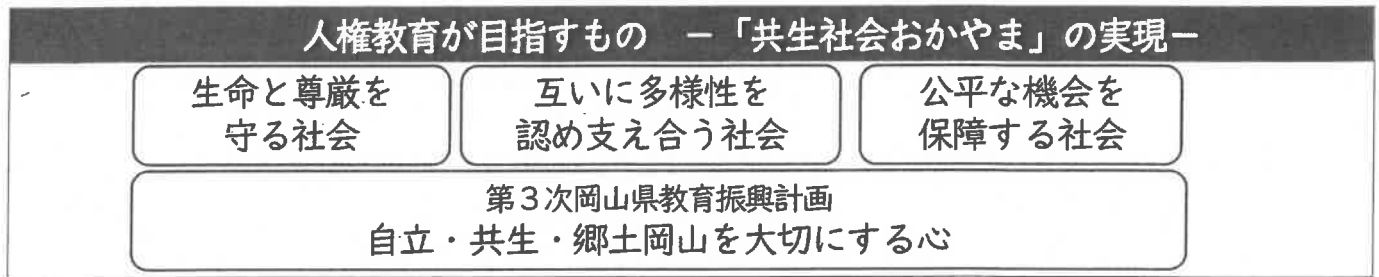 人権教育が目指すもの　－「共生社会おかやま」の実現－
生命と尊厳を
守る社会
互いに多様性を
認め支え合う社会
公平な機会を
保障する社会
第３次岡山県教育振興計画
自立・共生・郷土岡山を大切にする心